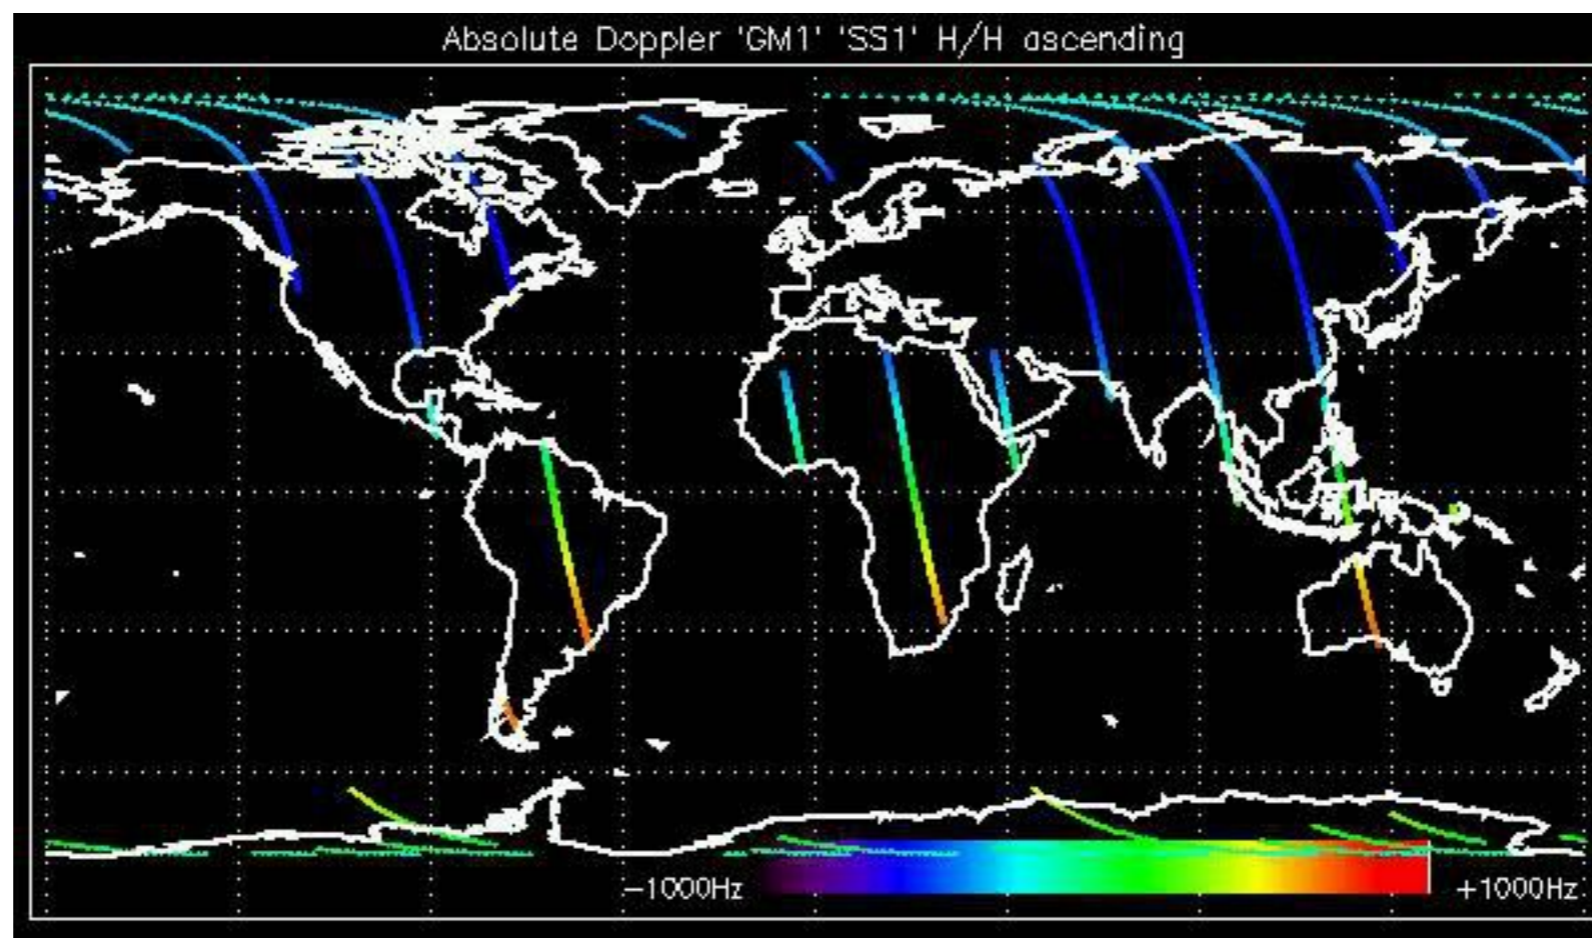 Absolute Doppler 'GM1' 'SS1' H/H ascending
−1000Hz
+1000Hz